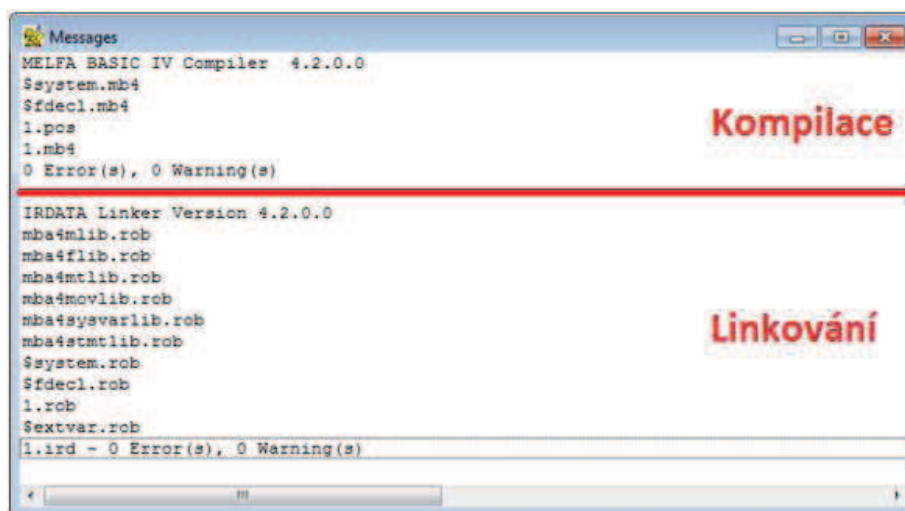 Messages
MELFA BASIC IV Compiler 4.2.0.0
$system.mb4
$fdecl.mb4
1.pos
1.mb4
0 Error(s), 0 Warning(s)
Kompilace
IRDATA Linker Version 4.2.0.0
mba4mlib.rob
mba4flib.rob
mba4mtlib.rob
mba4movlib.rob
mba4sysvarlib.rob
mba4stmtlib.rob
$system.rob
$fdecl.rob
1.rob
$extvar.rob
1.ird - 0 Error(s), 0 Warning(s)
Linkování